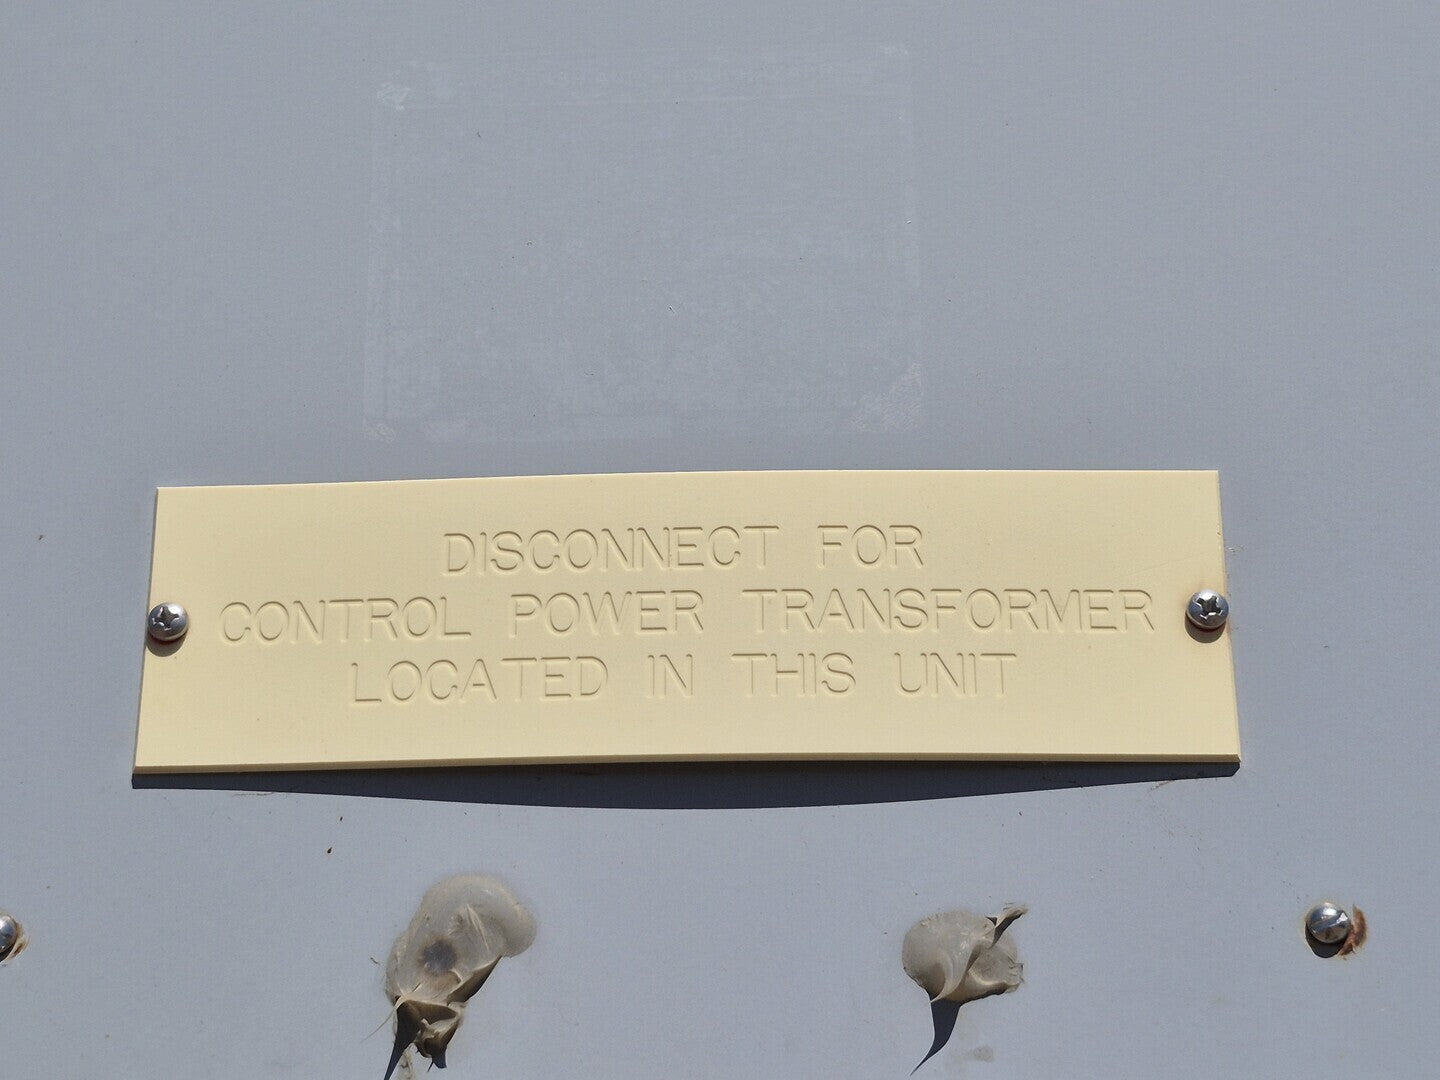 DISCONNECT FOR
CONTROL POWER TRANSFORMER
LOCATED IN THIS UNIT